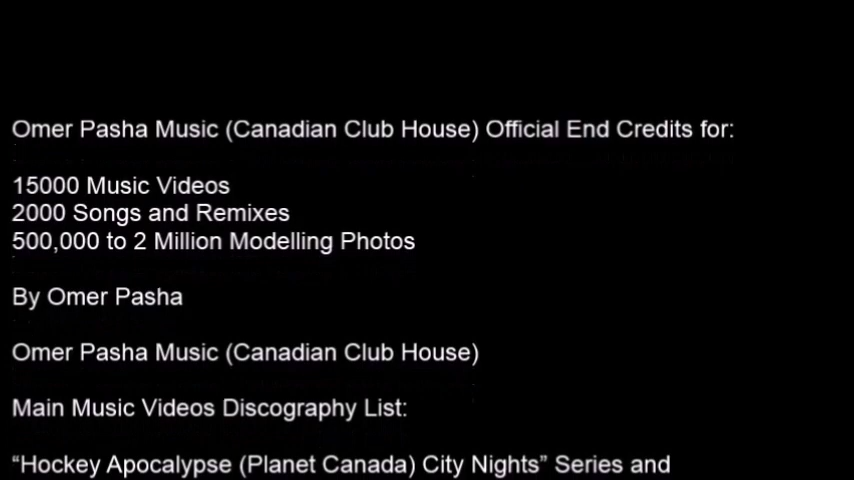 Omer Pasha Music (Canadian Club House) Official End Credits for:
15000 Music Videos
2000 Songs and Remixes
500,000 to 2 Million Modelling Photos
By Omer Pasha
Omer Pasha Music (Canadian Club House)
Main Music Videos Discography List:
“Hockey Apocalypse (Planet Canada) City Nights” Series and